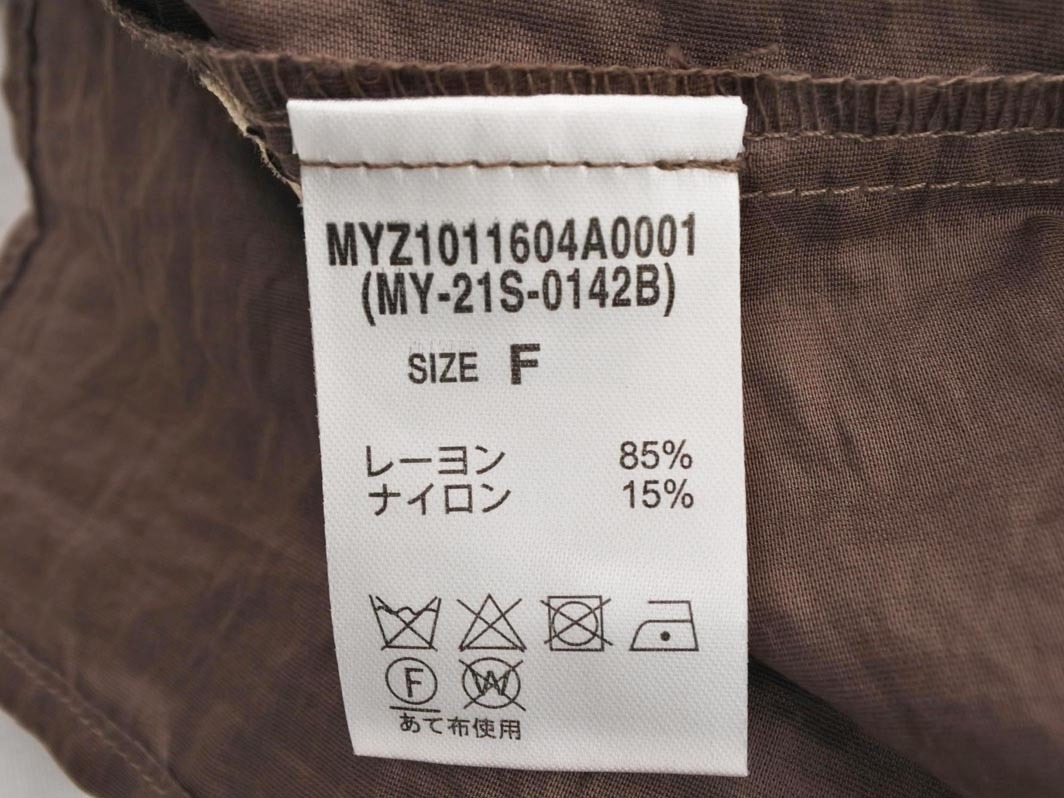 MYZ1011604A0001
(MY-21S-0142B)
SIZE F
レーヨン 85%
ナイロン 15%
F W
あて布使用